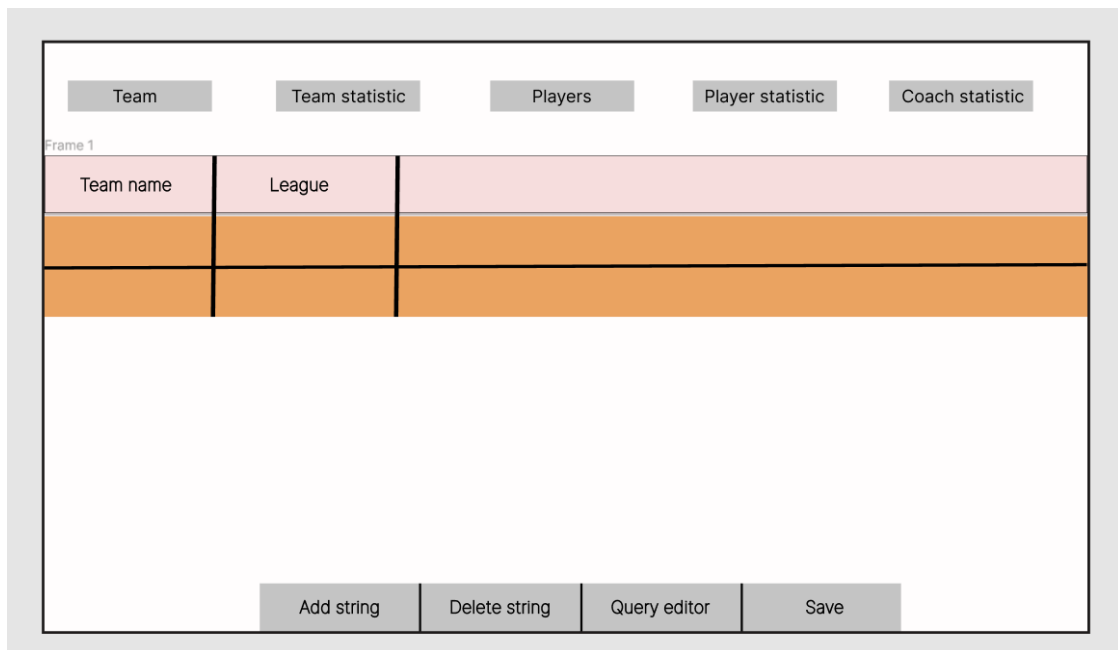 Team Team statistic Players Player statistic Coach statistic
Frame 1
Team name League
Add string Delete string Query editor Save